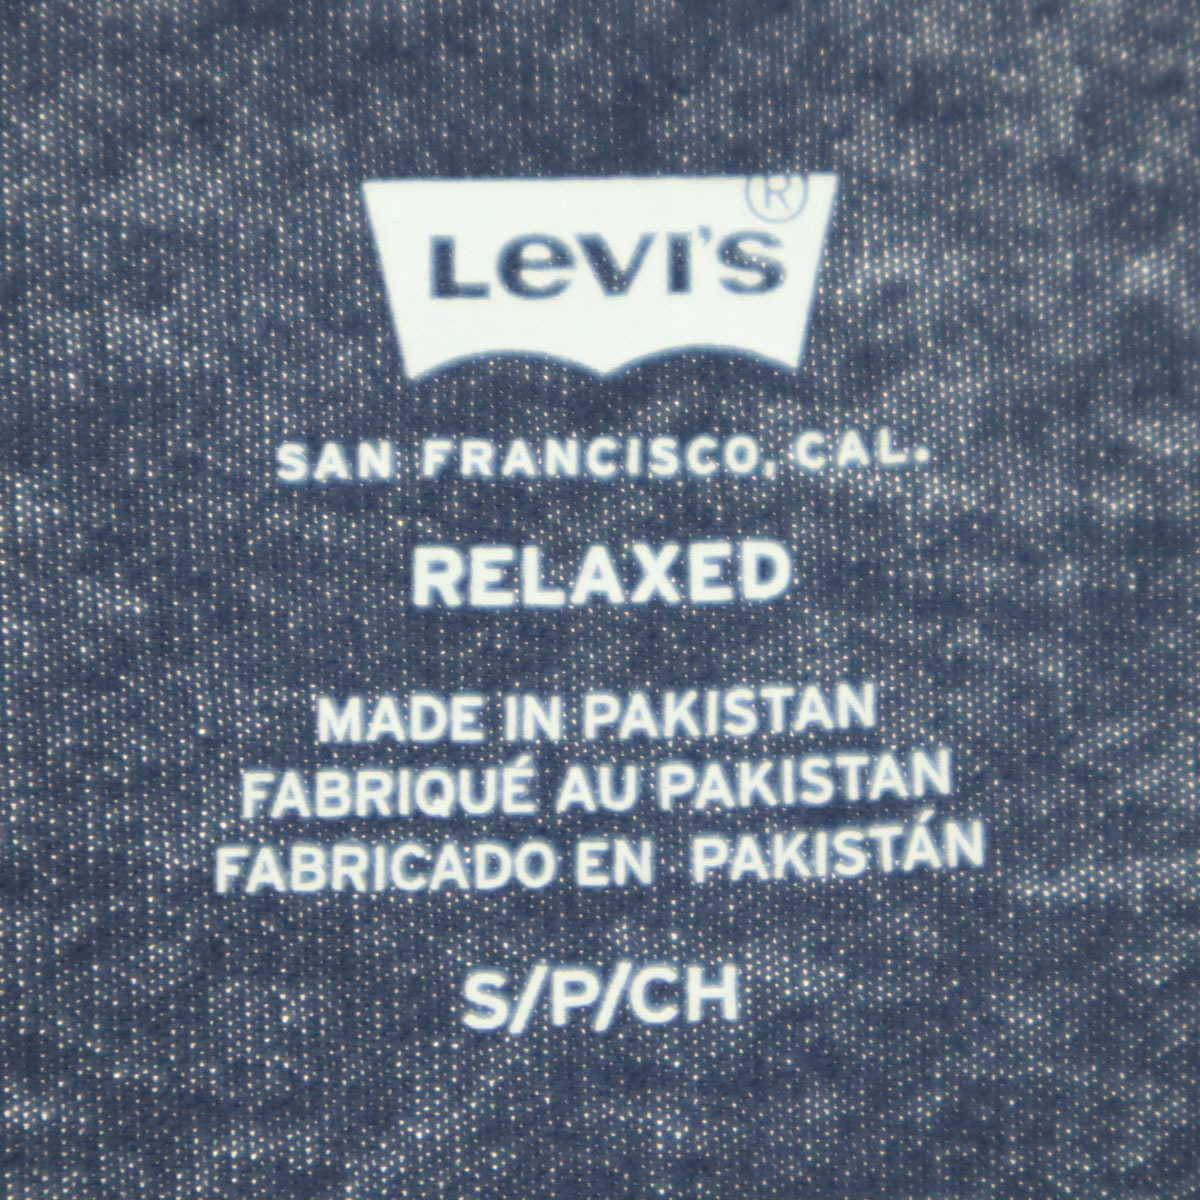 LEVI'S®
SAN FRANCISCO, CAL.
RELAXED
MADE IN PAKISTAN
FABRIQUÉ AU PAKISTAN
FABRICADO EN PAKISTÁN
S/P/CH